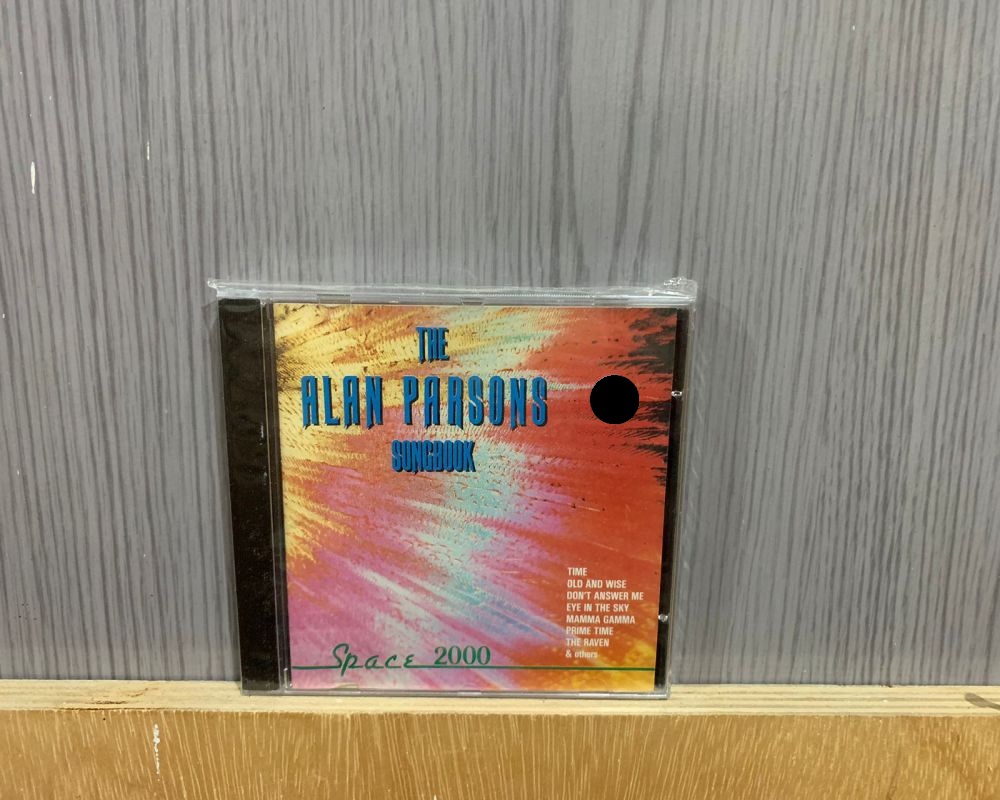 THE
ALAN PARSONS
SONGBOOK
TIME
OLD AND WISE
DON'T ANSWER ME
EYE IN THE SKY
MAMMA GAMMA
PRIME TIME
THE RAVEN
& others
Space 2000